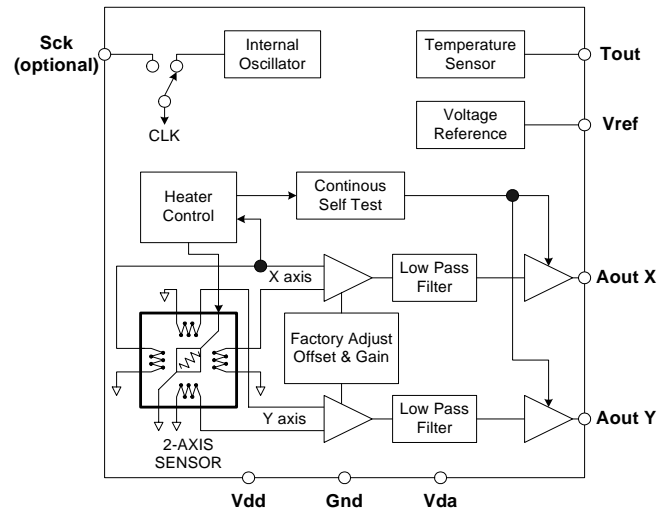 Sck
(optional)
Internal
Oscillator
CLK
Temperature
Sensor
Tout
Voltage
Reference
Vref
Heater
Control
Continous
Self Test
X axis
Low Pass
Filter
Aout X
Factory Adjust
Offset & Gain
Y axis
Low Pass
Filter
Aout Y
2-AXIS
SENSOR
Vdd
Gnd
Vda